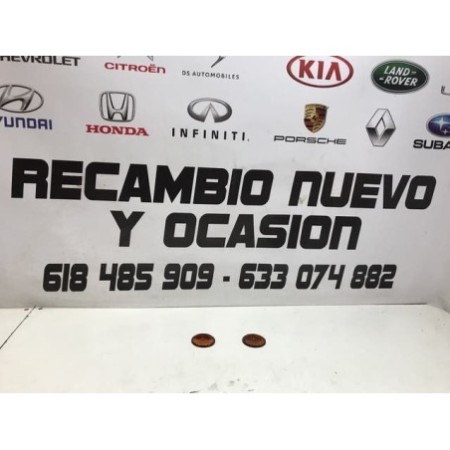 CHEVROLET
CITROËN
DS AUTOMOBILES
KIA
LAND-
ROVER
HYUNDAI
HONDA
INFINITI
PORSCHE
RENAULT
SUBA
RECAMBIO NUEVO
Y OCASION
618 485 909 - 633 074 882